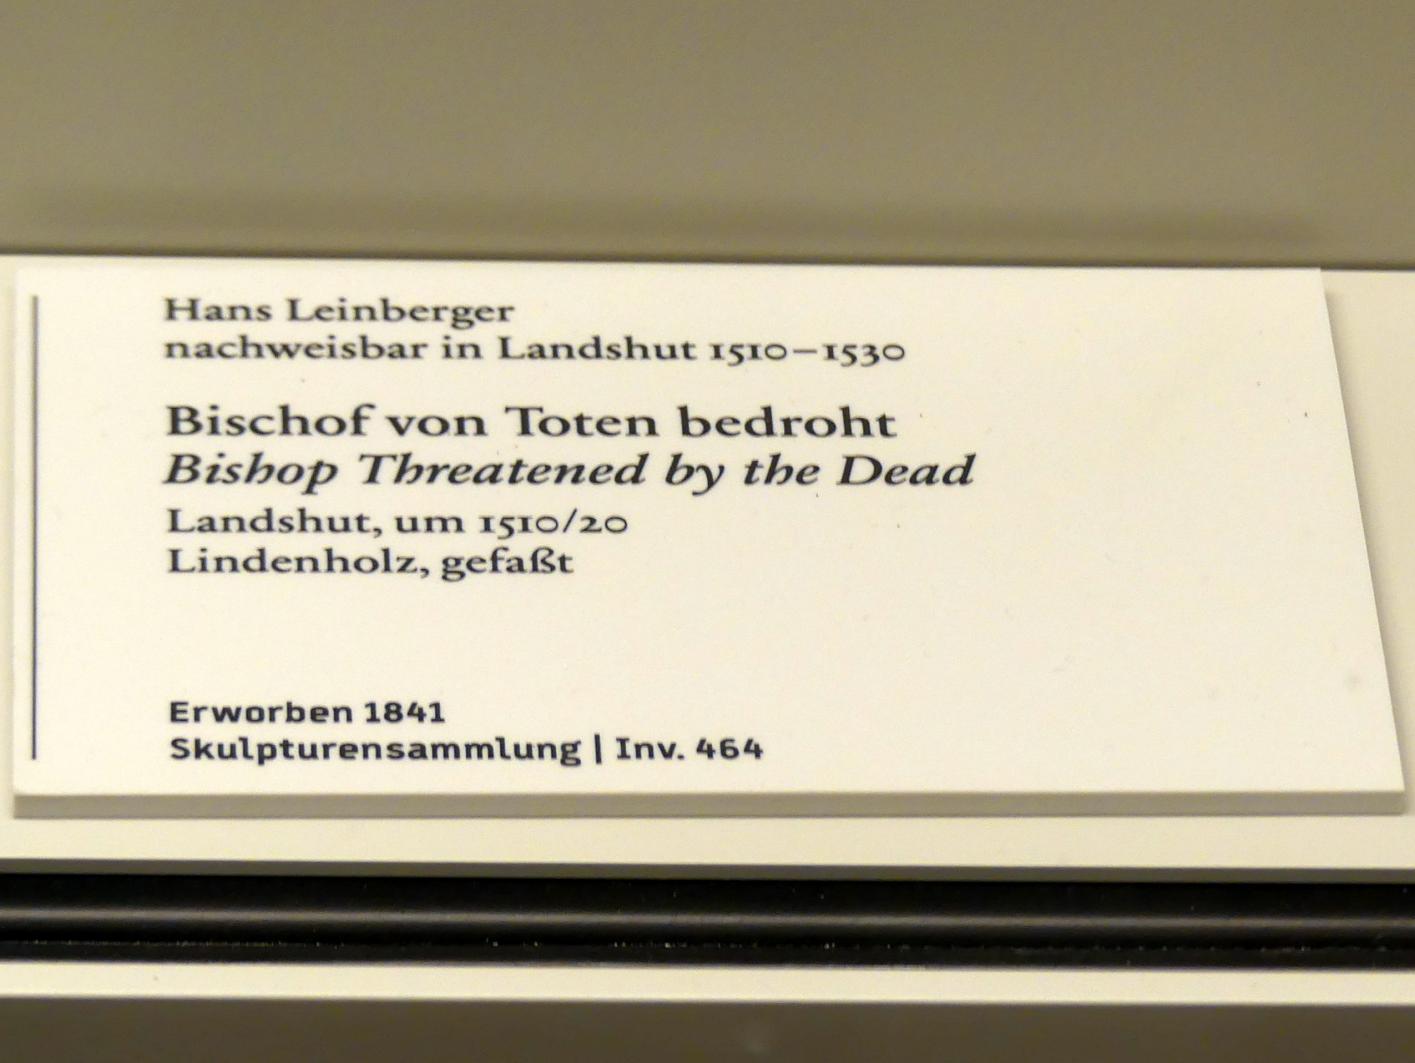 Hans Leinberger
nachweisbar in Landshut 1510–1530
Bischof von Toten bedroht
Bishop Threatened by the Dead
Landshut, um 1510/20
Lindenholz, gefaßt
Erworben 1841
Skulpturensammlung | Inv. 464